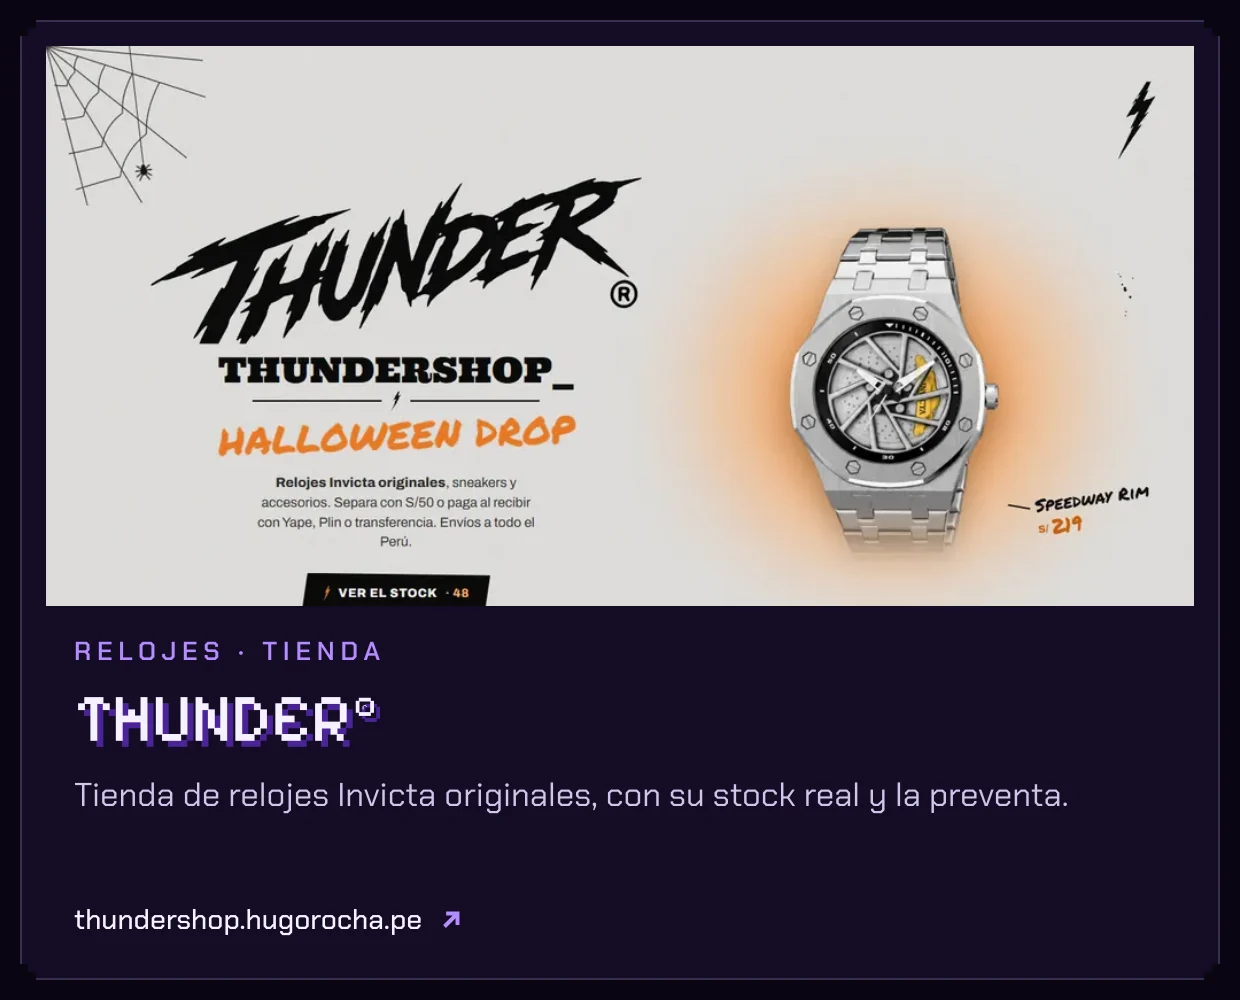 THUNDER®
THUNDERSHOP_
HALLOWEEN DROP
Relojes Invicta originales, sneakers y
accesorios. Separa con S/50 o paga al recibir
con Yape, Plin o transferencia. Envíos a todo el
Perú.
VER EL STOCK · 48
SPEEDWAY RIM
S/ 219
RELOJES · TIENDA
THUNDER®
Tienda de relojes Invicta originales, con su stock real y la preventa.
thundershop.hugorocha.pe ↗